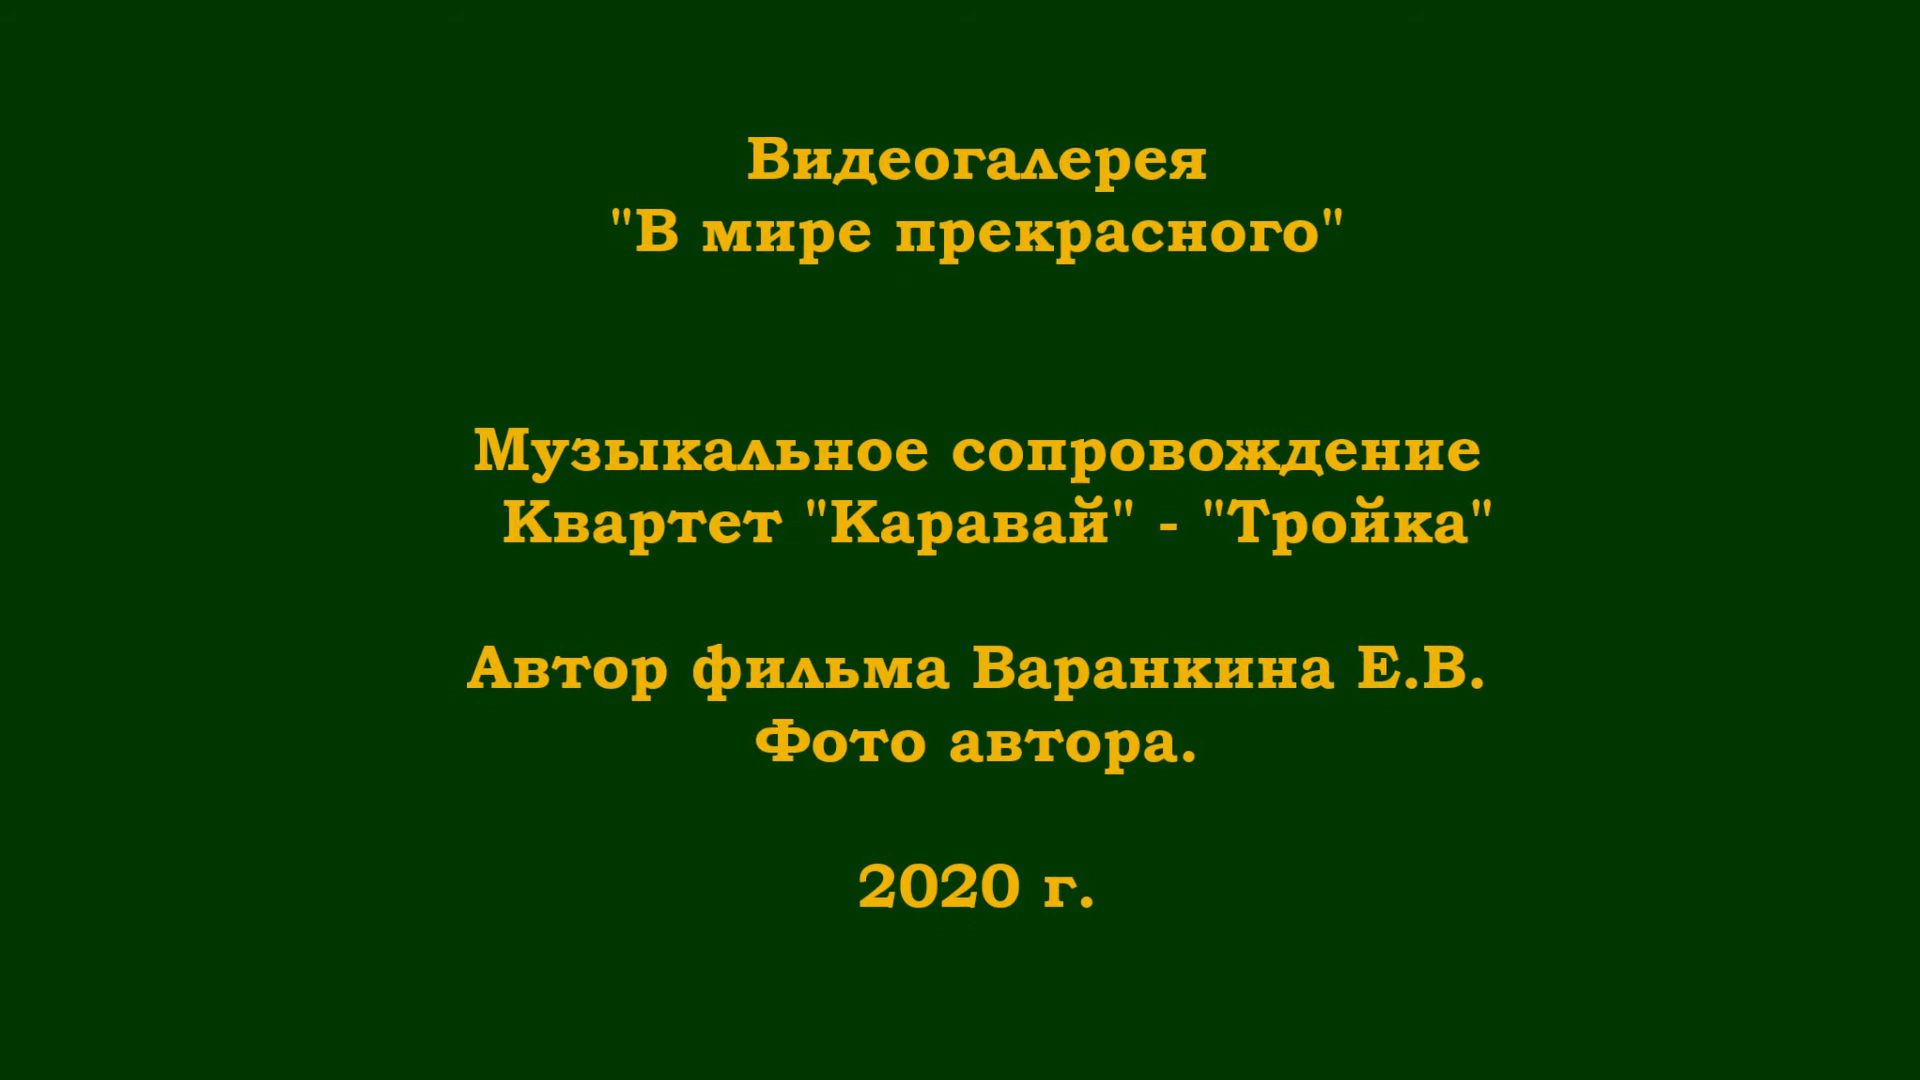 Видеогалерея
"В мире прекрасного"
Музыкальное сопровождение
Квартет "Каравай" - "Тройка"
Автор фильма Варанкина Е.В.
Фото автора.
2020 г.